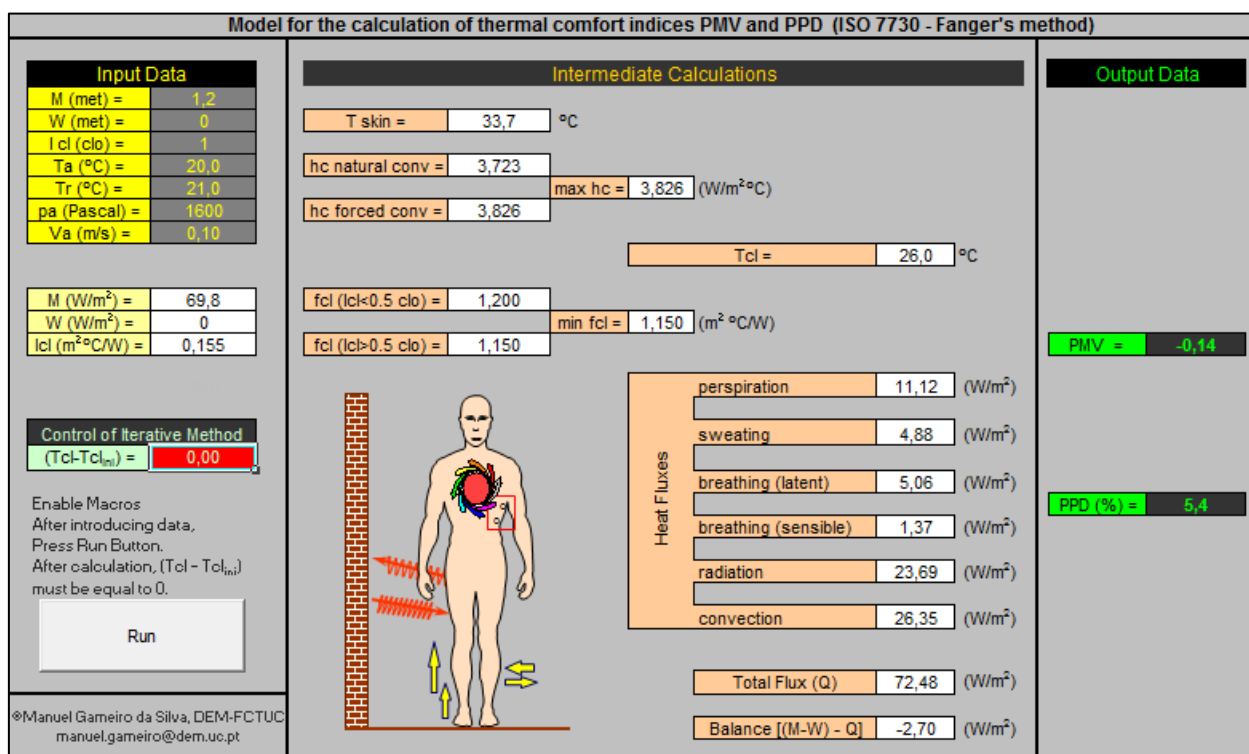 Model for the calculation of thermal comfort indices PMV and PPD (ISO 7730 - Fanger's method)
Input Data
M (met) = 1,2
W (met) = 0
I cl (clo) = 1
Ta (ºC) = 20,0
Tr (ºC) = 21,0
pa (Pascal) = 1600
Va (m/s) = 0,10
M (W/m²) = 69,8
W (W/m²) = 0
Icl (m²ºC/W) = 0,155
Control of Iterative Method
(Tcl-Tclini) = 0,00
Enable Macros
After introducing data,
Press Run Button.
After calculation, (Tcl - Tclini)
must be equal to 0.
Run
®Manuel Gameiro da Silva, DEM-FCTUC
manuel.gameiro@dem.uc.pt
Intermediate Calculations
T skin = 33,7 ºC
hc natural conv = 3,723
max hc = 3,826 (W/m²ºC)
hc forced conv = 3,826
Tcl = 26,0 ºC
fcl (Icl<0.5 clo) = 1,200
min fcl = 1,150 (m² ºC/W)
fcl (Icl>0.5 clo) = 1,150
Heat Fluxes
perspiration 11,12 (W/m²)
sweating 4,88 (W/m²)
breathing (latent) 5,06 (W/m²)
breathing (sensible) 1,37 (W/m²)
radiation 23,69 (W/m²)
convection 26,35 (W/m²)
Total Flux (Q) 72,48 (W/m²)
Balance [(M-W) - Q] -2,70 (W/m²)
Output Data
PMV = -0,14
PPD (%) = 5,4